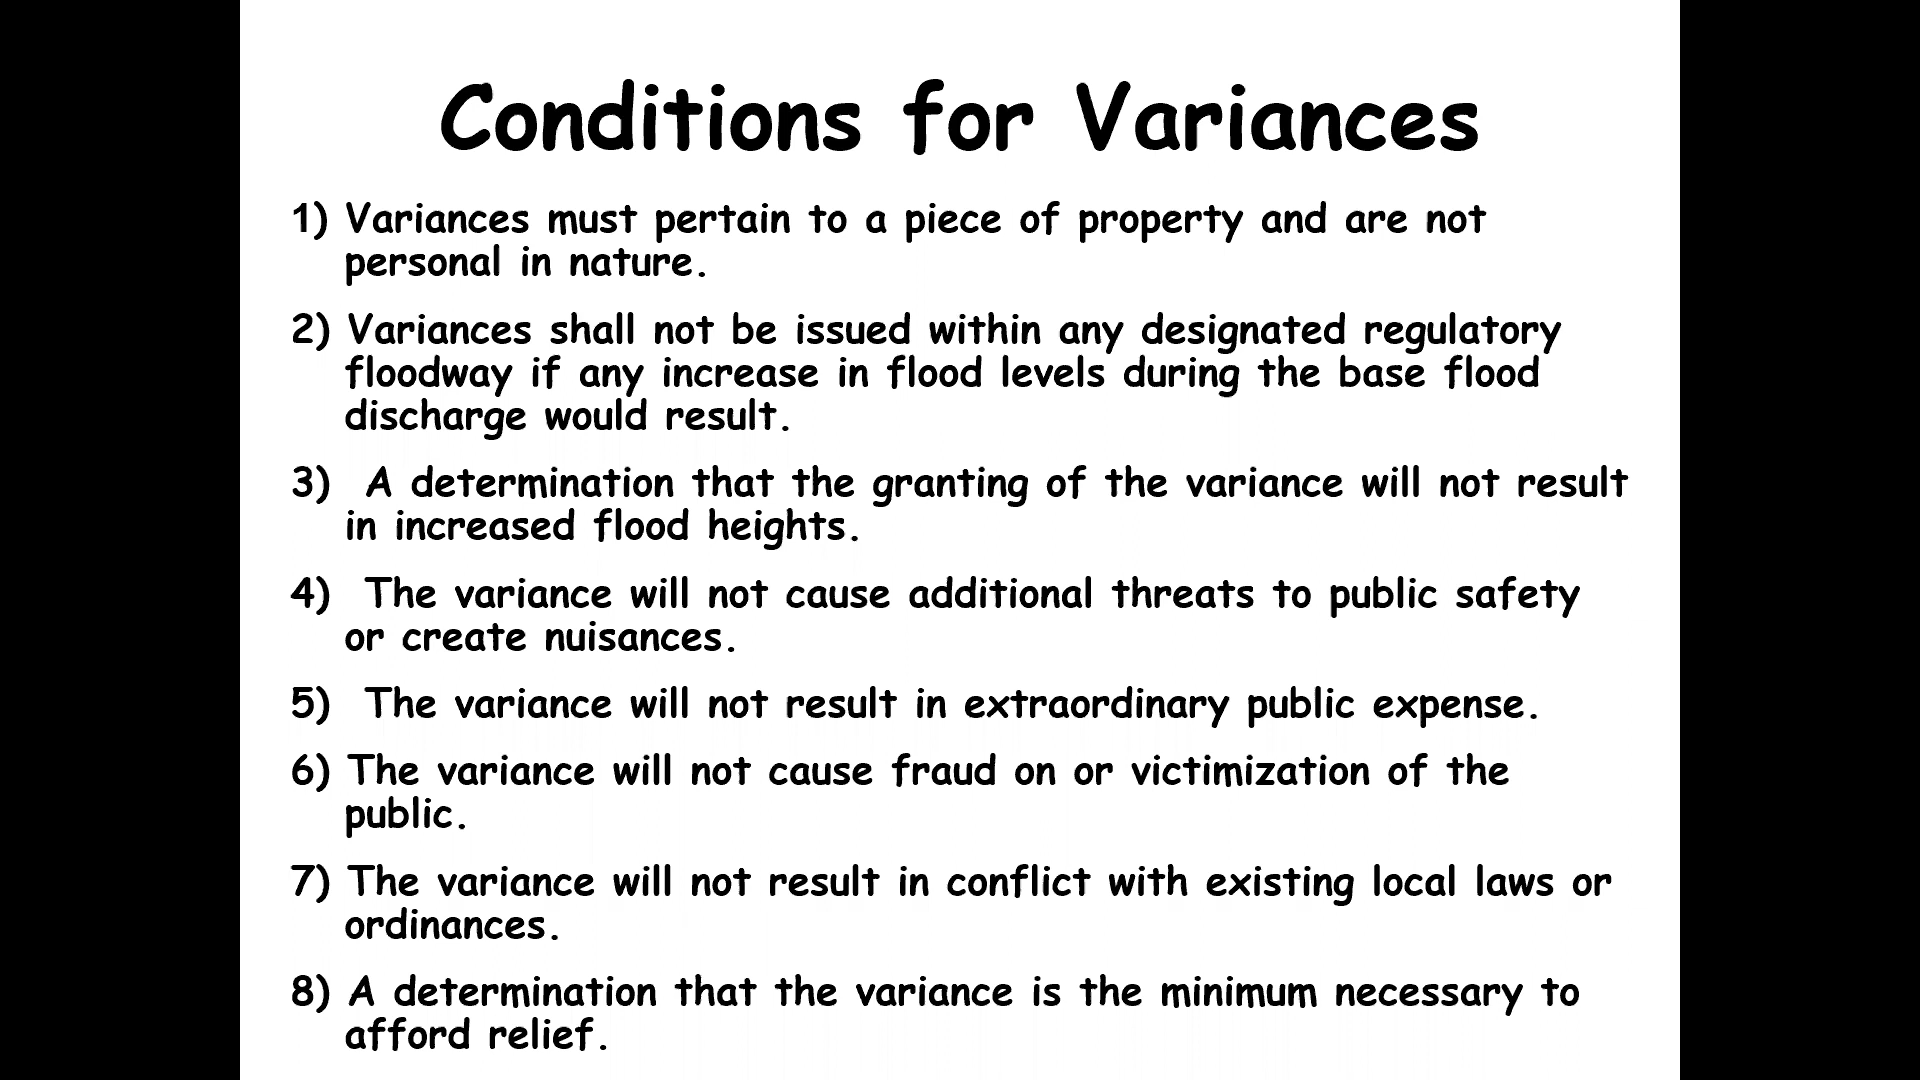 Conditions for Variances
1) Variances must pertain to a piece of property and are not
personal in nature.
2) Variances shall not be issued within any designated regulatory
floodway if any increase in flood levels during the base flood
discharge would result.
3) A determination that the granting of the variance will not result
in increased flood heights.
4) The variance will not cause additional threats to public safety
or create nuisances.
5) The variance will not result in extraordinary public expense.
6) The variance will not cause fraud on or victimization of the
public.
7) The variance will not result in conflict with existing local laws or
ordinances.
8) A determination that the variance is the minimum necessary to
afford relief.